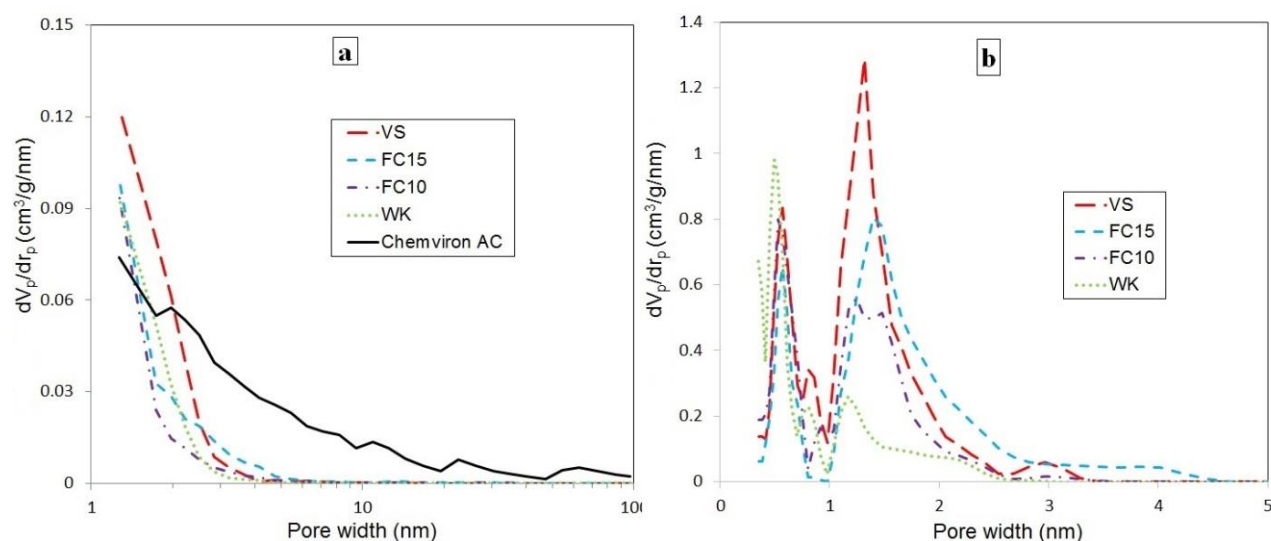 a
0.15
0.12
0.09
0.06
0.03
0
dVp/drp (cm³/g/nm)
VS
FC15
FC10
WK
Chemviron AC
1
10
100
Pore width (nm)
b
1.4
1.2
1
0.8
0.6
0.4
0.2
0
dVp/drp (cm³/g/nm)
VS
FC15
FC10
WK
0
1
2
3
4
5
Pore width (nm)